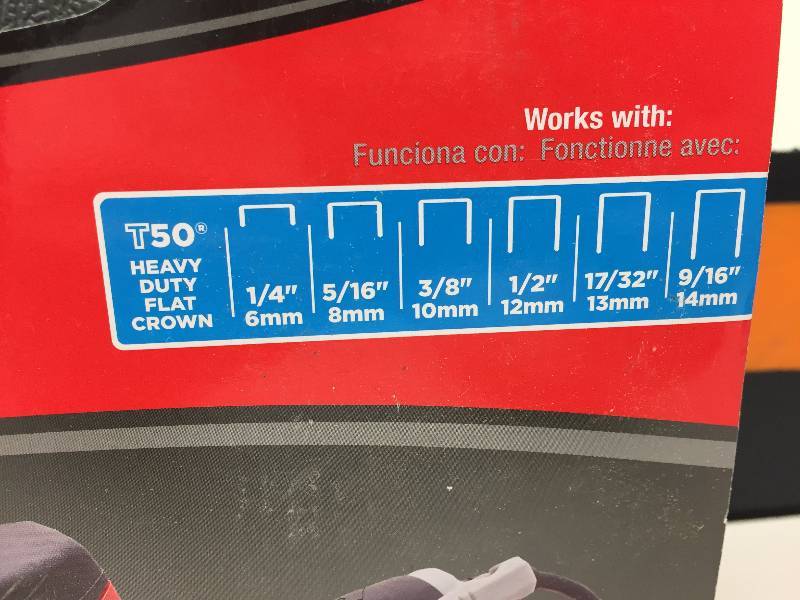 Works with:
Funciona con: Fonctionne avec:
T50®
HEAVY
DUTY
FLAT
CROWN
1/4"
6mm
5/16"
8mm
3/8"
10mm
1/2"
12mm
17/32"
13mm
9/16"
14mm